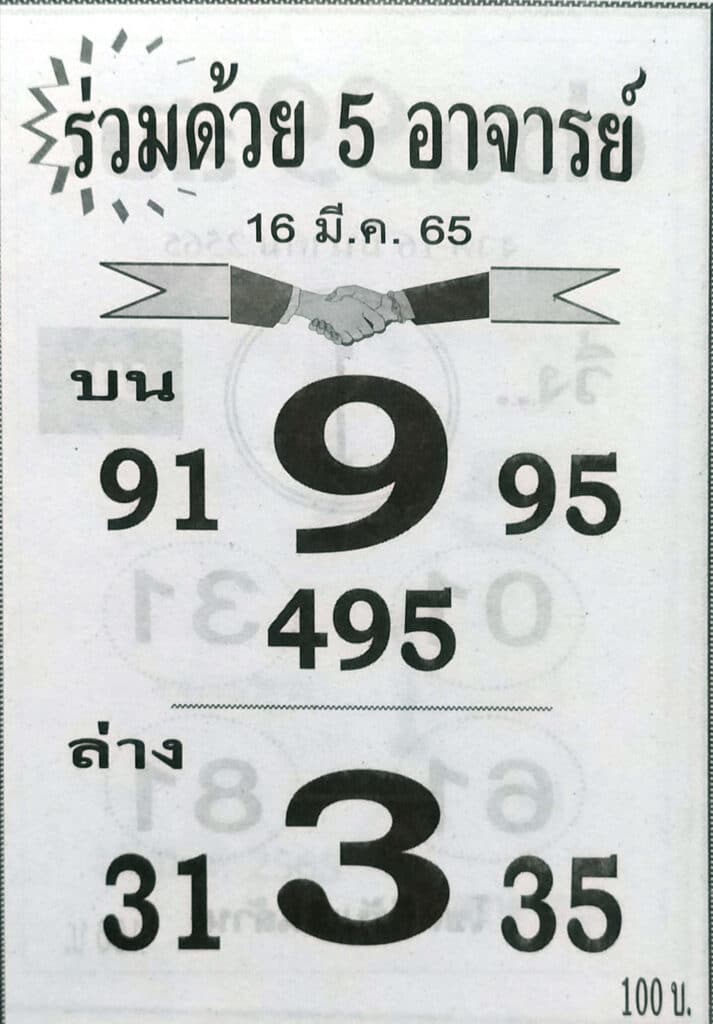 ร่วมด้วย 5 อาจารย์
16 มี.ค. 65
บน
91 9 95
495
ล่าง
31 3 35
100 บ.